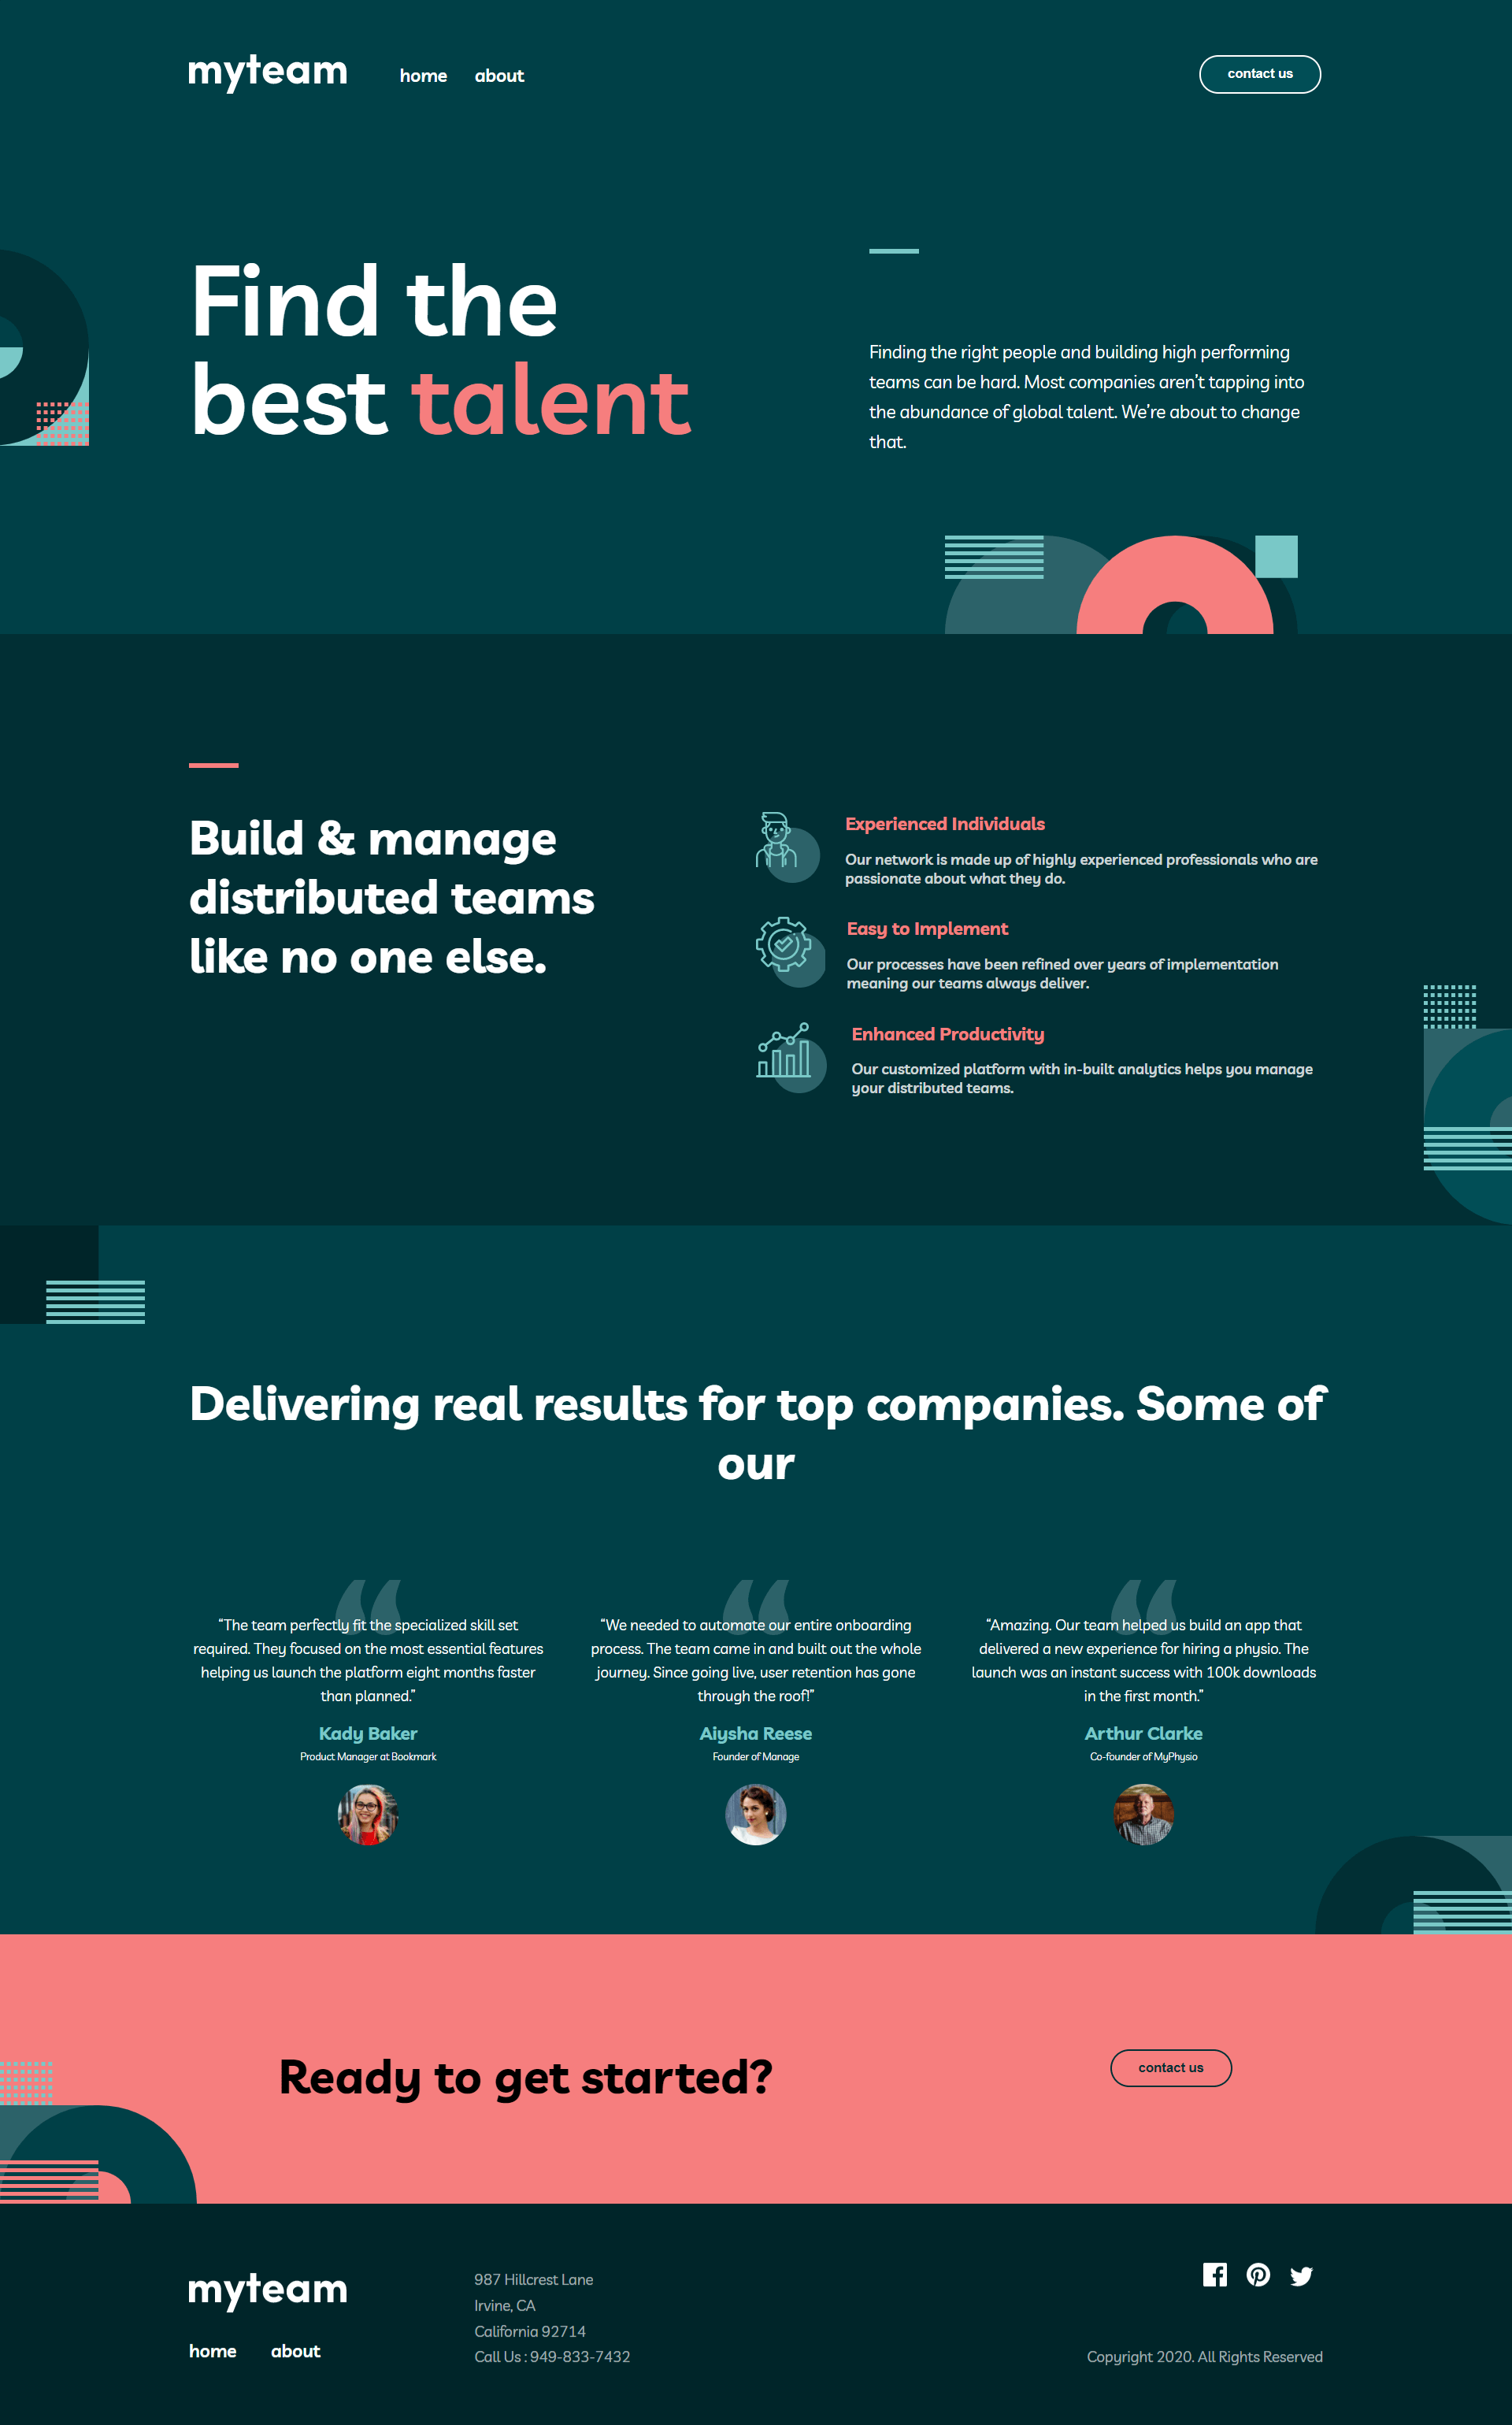 myteam
home about
contact us
Find the
best talent
Finding the right people and building high performing
teams can be hard. Most companies aren’t tapping into
the abundance of global talent. We’re about to change
that.
Build & manage
distributed teams
like no one else.
Experienced Individuals
Our network is made up of highly experienced professionals who are
passionate about what they do.
Easy to Implement
Our processes have been refined over years of implementation
meaning our teams always deliver.
Enhanced Productivity
Our customized platform with in-built analytics helps you manage
your distributed teams.
Delivering real results for top companies. Some of
our
“The team perfectly fit the specialized skill set
required. They focused on the most essential features
helping us launch the platform eight months faster
than planned.”
Kady Baker
Product Manager at Bookmark
“We needed to automate our entire onboarding
process. The team came in and built out the whole
journey. Since going live, user retention has gone
through the roof!”
Aiysha Reese
Founder of Manage
“Amazing. Our team helped us build an app that
delivered a new experience for hiring a physio. The
launch was an instant success with 100k downloads
in the first month.”
Arthur Clarke
Co-founder of MyPhysio
Ready to get started?
contact us
myteam
home about
987 Hillcrest Lane
Irvine, CA
California 92714
Call Us : 949-833-7432
Copyright 2020. All Rights Reserved